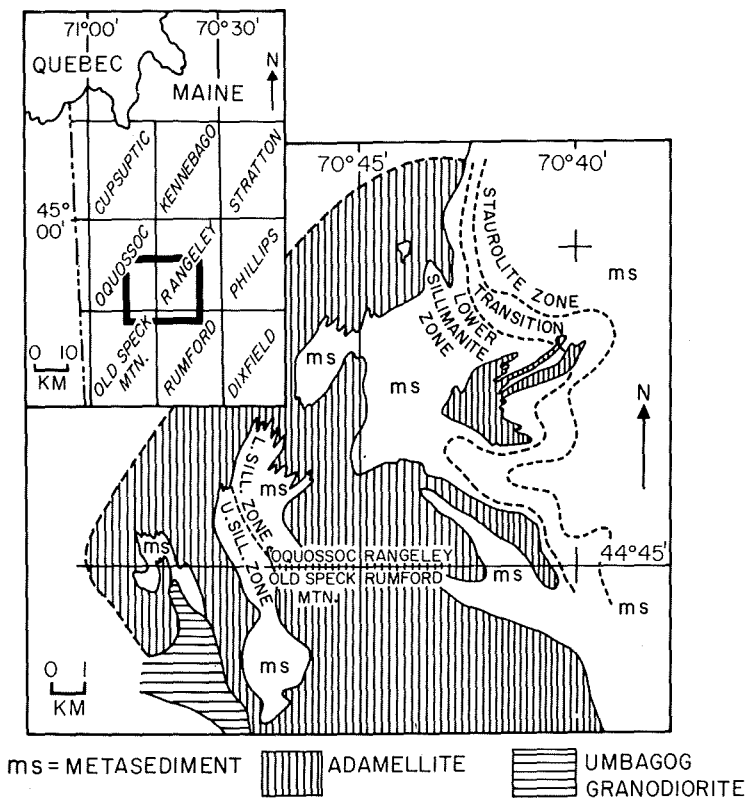 71°00' 70°30'
QUEBEC
MAINE
N
CUPSUPTIC
KENNEBAGO
STRATTON
45°
00'
OQUOSSOC
RANGELEY
PHILLIPS
OLD SPECK
MTN.
RUMFORD
DIXFIELD
0 10
KM
70°45' 70°40'
STAUROLITE ZONE
TRANSITION
LOWER
SILLIMANITE
ZONE
ms
ms
ms
N
L. SILL. ZONE
ms
U. SILL. ZONE
ms
OQUOSSOC RANGELEY
OLD SPECK RUMFORD
MTN.
44°45'
ms
ms
ms
0 1
KM
ms = METASEDIMENT
ADAMELLITE
UMBAGOG
GRANODIORITE